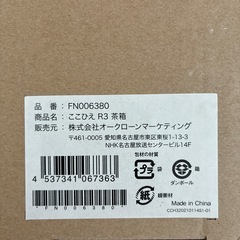 品番：FN006380
品名：ここひえ R3 茶箱
販売元：株式会社オークローンマーケティング
〒461-0005 愛知県名古屋市東区東桜1-13-3
NHK名古屋放送センタービル14F
包装の材質
プラ
袋
箱
ダンボール
紙
緩衝材
4 537341 067363
FN006380
Made in China